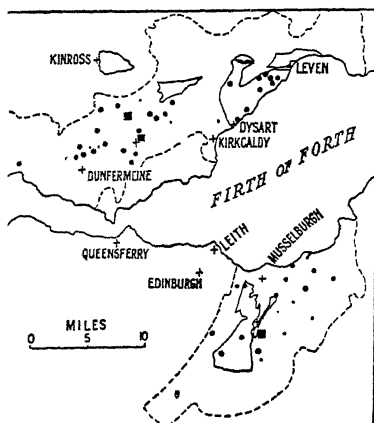 KINROSS
LEVEN
DYSART
KIRKCALDY
DUNFERMLINE
FIRTH OF FORTH
LEITH
MUSSELBURGH
QUEENSFERRY
EDINBURGH
MILES
0 5 10